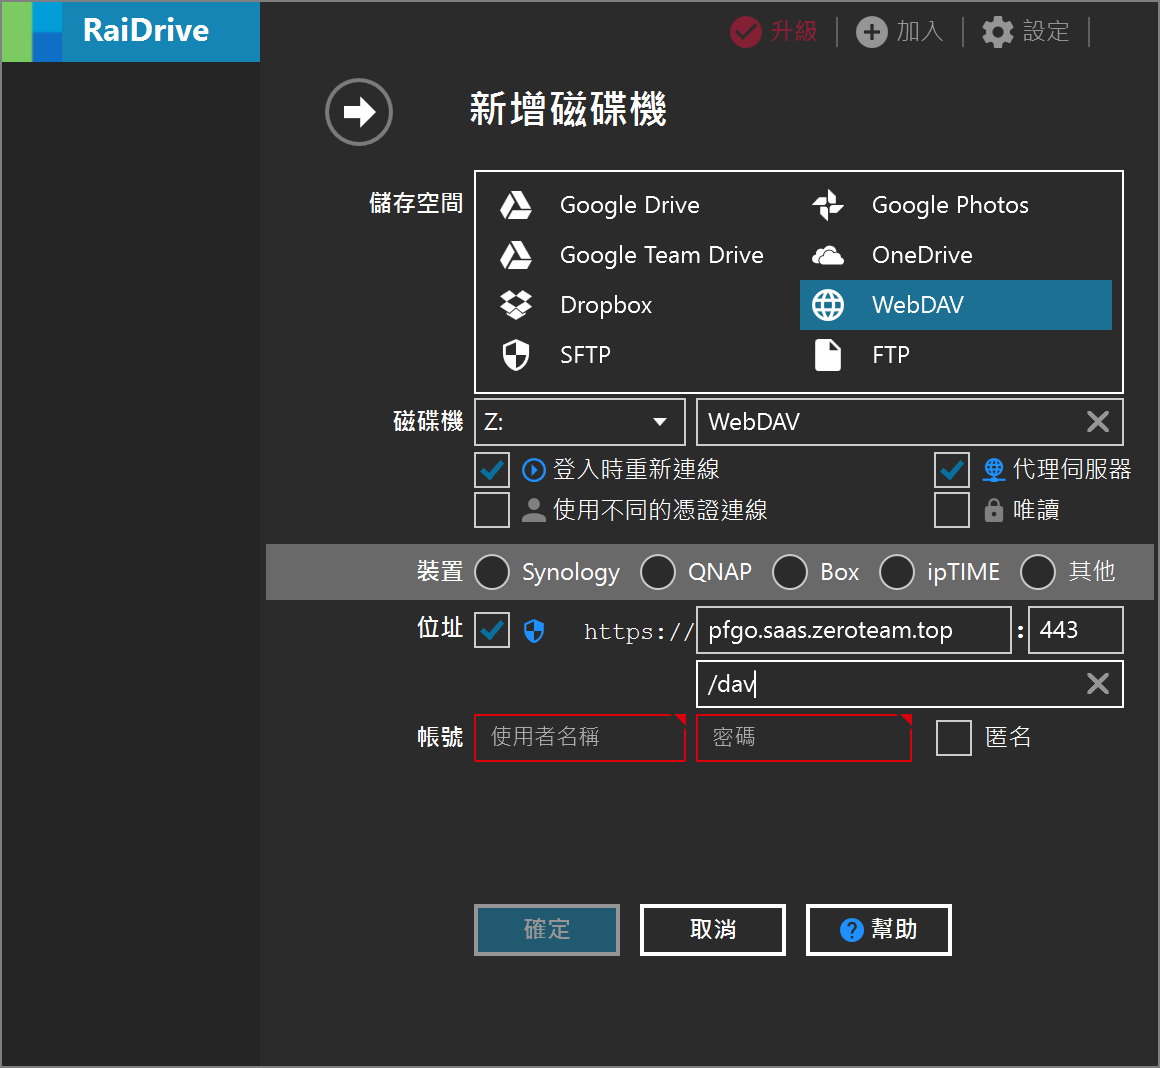 RaiDrive
升級 加入 設定
新增磁碟機
儲存空間
Google Drive Google Photos
Google Team Drive OneDrive
Dropbox WebDAV
SFTP FTP
磁碟機 Z: WebDAV
登入時重新連線 代理伺服器
使用不同的憑證連線 唯讀
裝置 Synology QNAP Box ipTIME 其他
位址 https:// pfgo.saas.zeroteam.top : 443
/dav
帳號 使用者名稱 密碼 匿名
確定 取消 ? 幫助